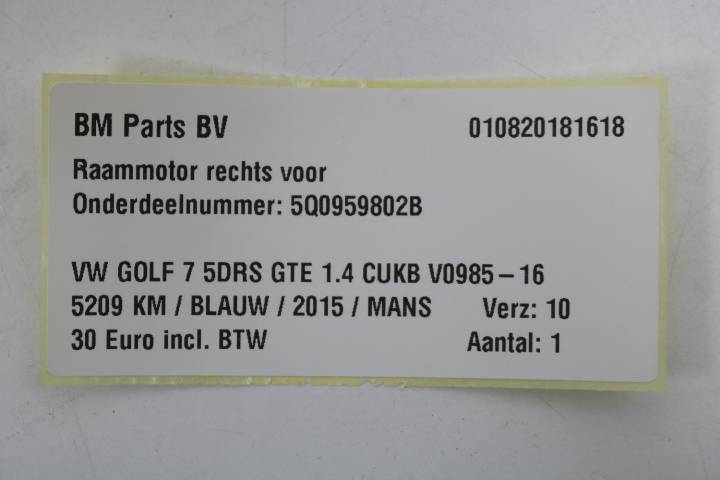 BM Parts BV 010820181618
Raammotor rechts voor
Onderdeelnummer: 5Q0959802B
VW GOLF 7 5DRS GTE 1.4 CUKB V0985-16
5209 KM / BLAUW / 2015 / MANS Verz: 10
30 Euro incl. BTW Aantal: 1